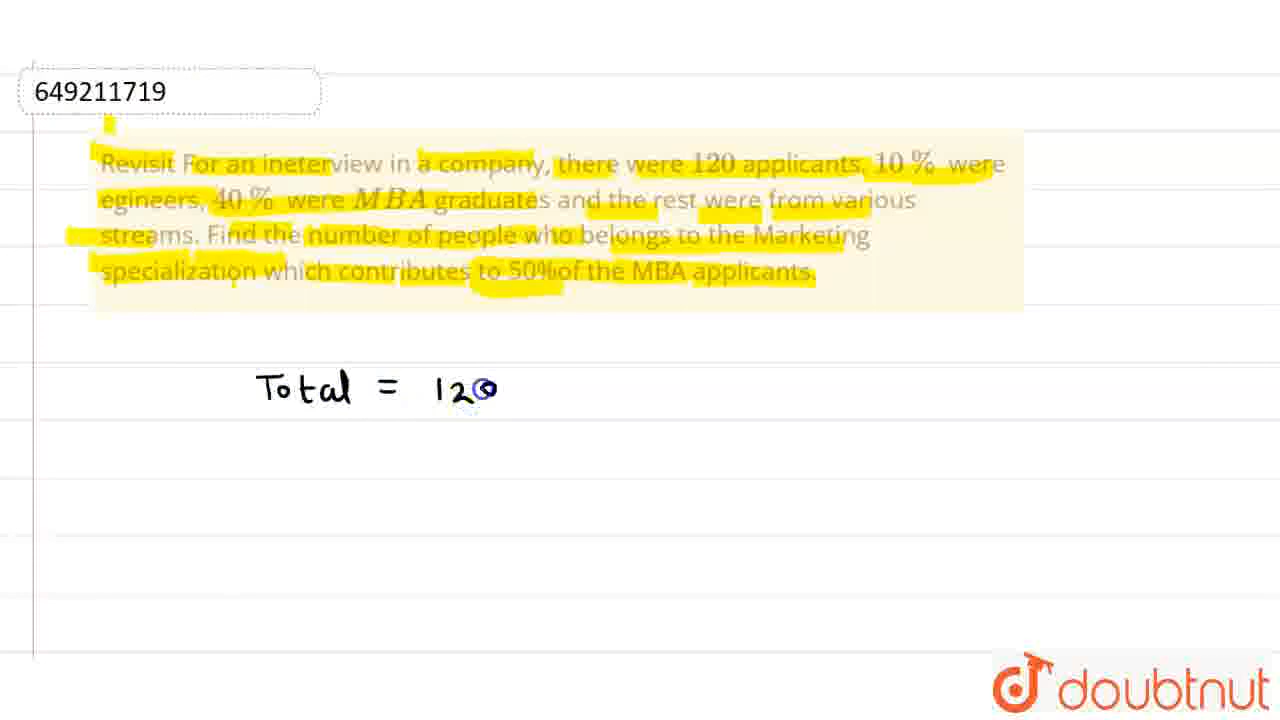 649211719
Revisit For an ineterview in a company, there were 120 applicants, 10 % were
egineers, 40 % were MBA graduates and the rest were from various
streams. Find the number of people who belongs to the Marketing
specialization which contributes to 50%of the MBA applicants.
Total = 120
doubtnut